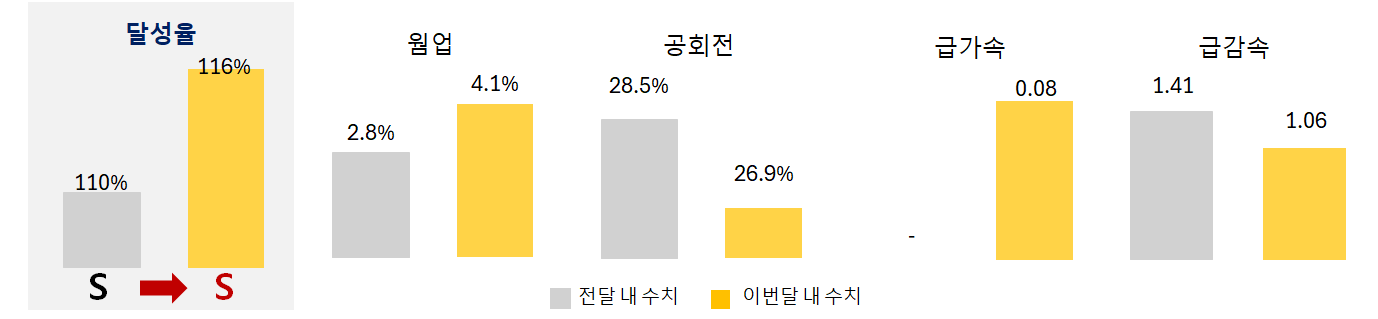 달성율
110%
116%
S
S
웜업
2.8%
4.1%
공회전
28.5%
26.9%
급가속
-
0.08
급감속
1.41
1.06
전달 내 수치
이번달 내 수치